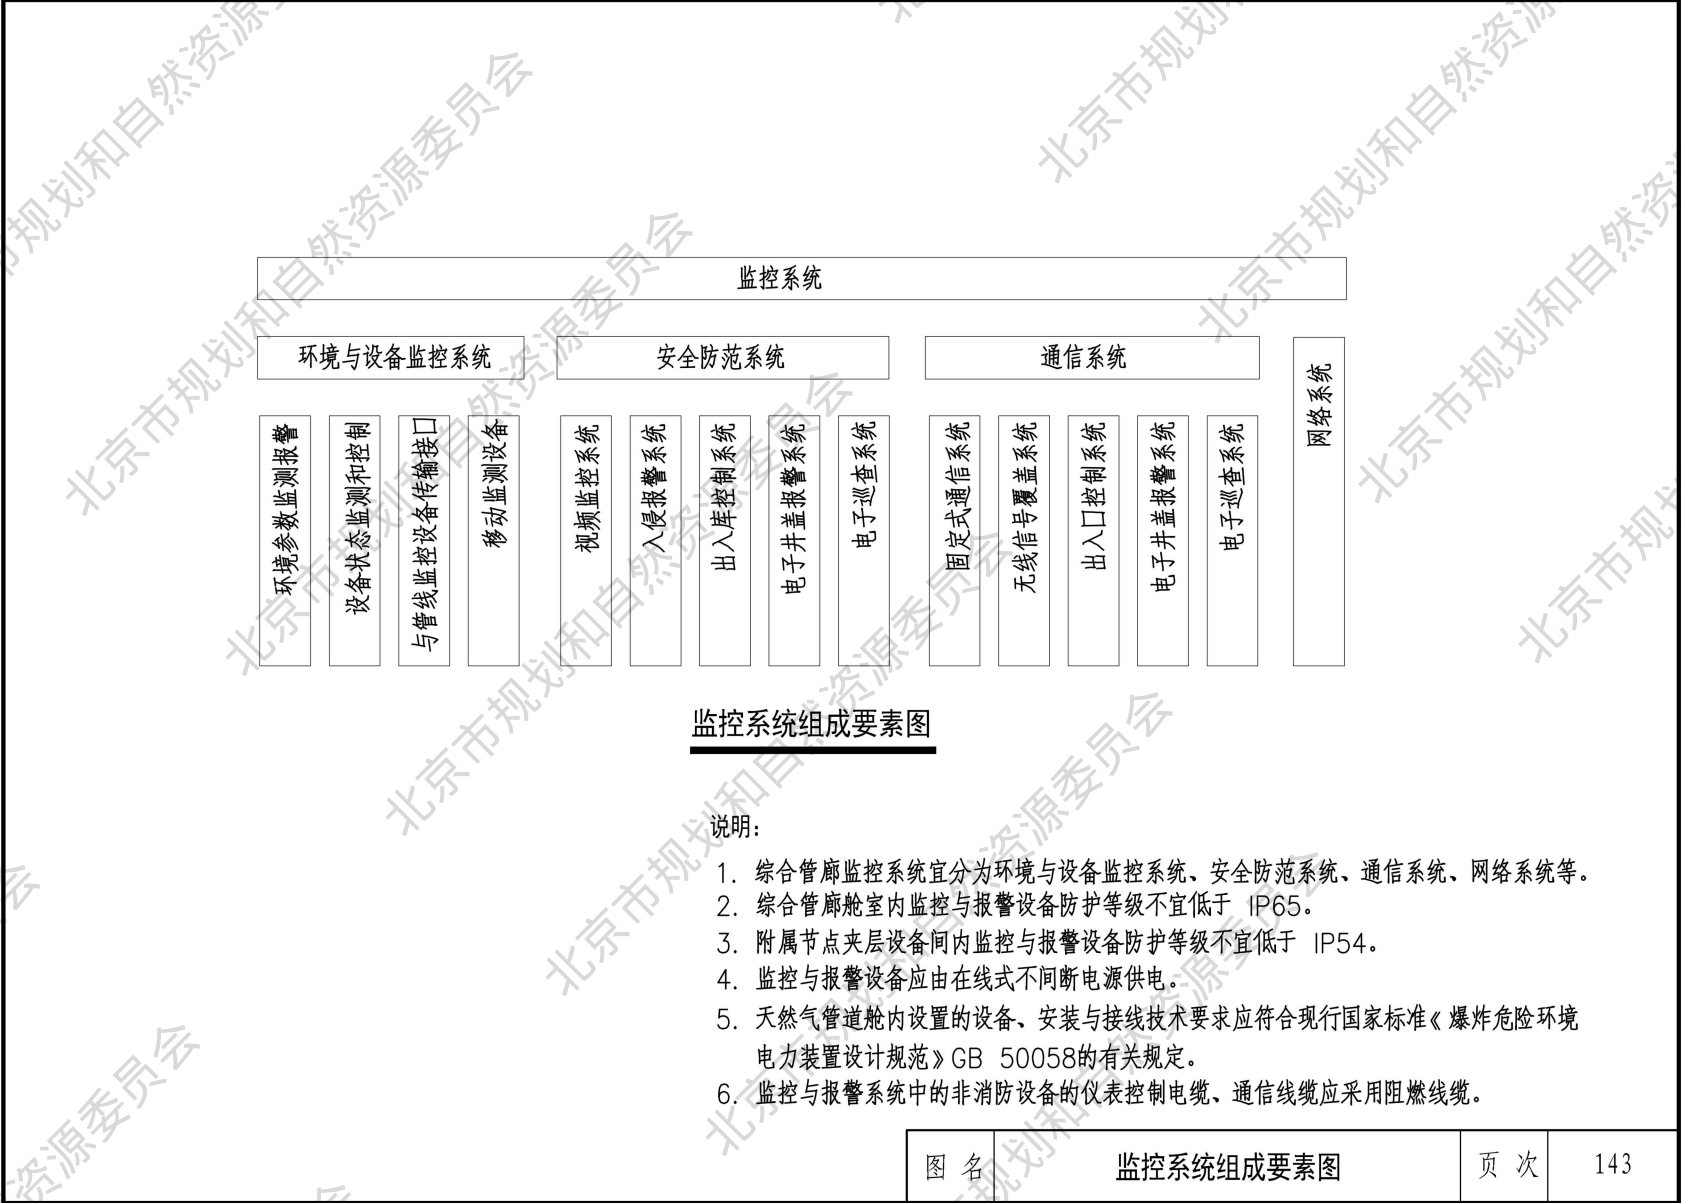 监控系统
环境与设备监控系统
安全防范系统
通信系统
网络系统
环境参数监测报警
设备状态监测和控制
与管线监控设备传输接口
移动监测设备
视频监控系统
入侵报警系统
出入库控制系统
电子井盖报警系统
电子巡查系统
固定式通信系统
无线信号覆盖系统
出入口控制系统
电子井盖报警系统
电子巡查系统
监控系统组成要素图
说明：
1. 综合管廊监控系统宜分为环境与设备监控系统、安全防范系统、通信系统、网络系统等。
2. 综合管廊舱室内监控与报警设备防护等级不宜低于 IP65。
3. 附属节点夹层设备间内监控与报警设备防护等级不宜低于 IP54。
4. 监控与报警设备应由在线式不间断电源供电。
5. 天然气管道舱内设置的设备、安装与接线技术要求应符合现行国家标准《爆炸危险环境
电力装置设计规范》GB 50058的有关规定。
6. 监控与报警系统中的非消防设备的仪表控制电缆、通信线缆应采用阻燃线缆。
图 名 监控系统组成要素图 页 次 143
北京市规划和自然资源委员会